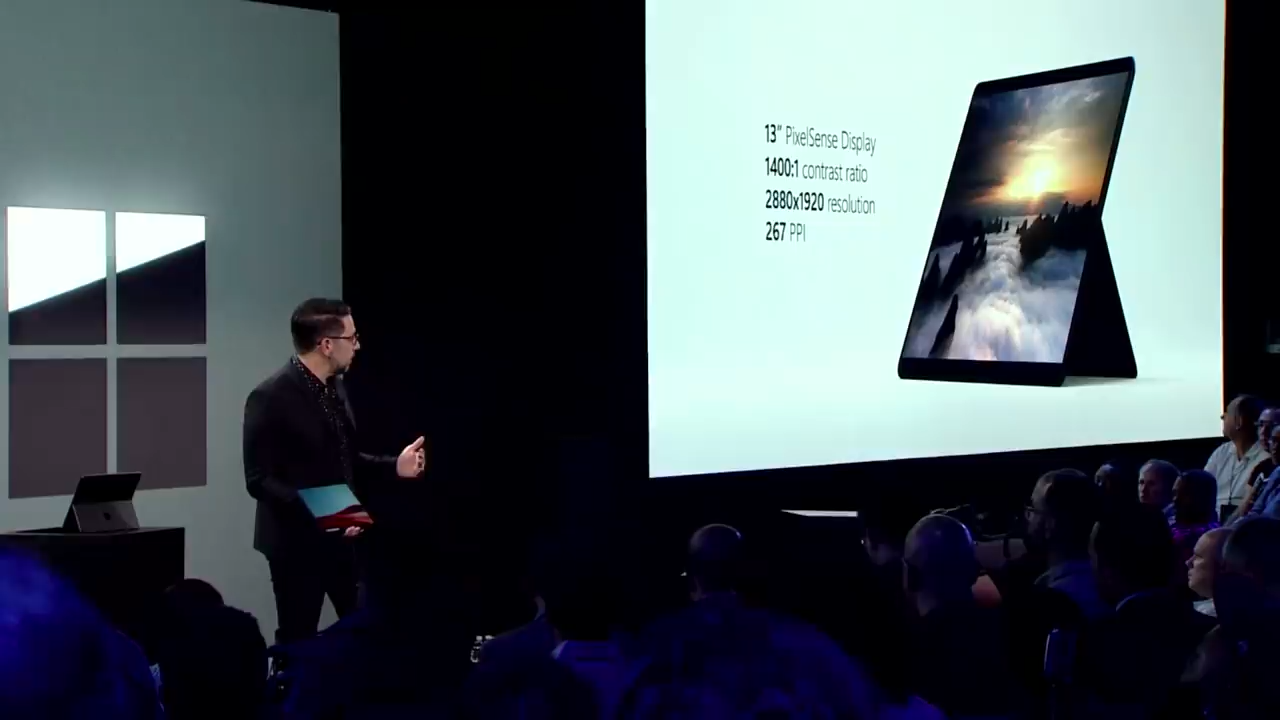 13" PixelSense Display
1400:1 contrast ratio
2880x1920 resolution
267 PPI